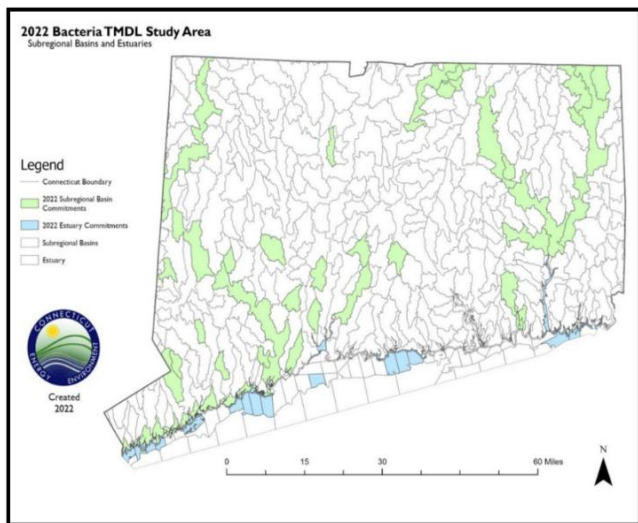 2022 Bacteria TMDL Study Area
Subregional Basins and Estuaries
Legend
Connecticut Boundary
2022 Subregional Basin
Commitments
2022 Estuary Commitments
Subregional Basins
Estuary
CONNECTICUT
ENERGY ENVIRONMENT
Created
2022
0 15 30 60 Miles
N